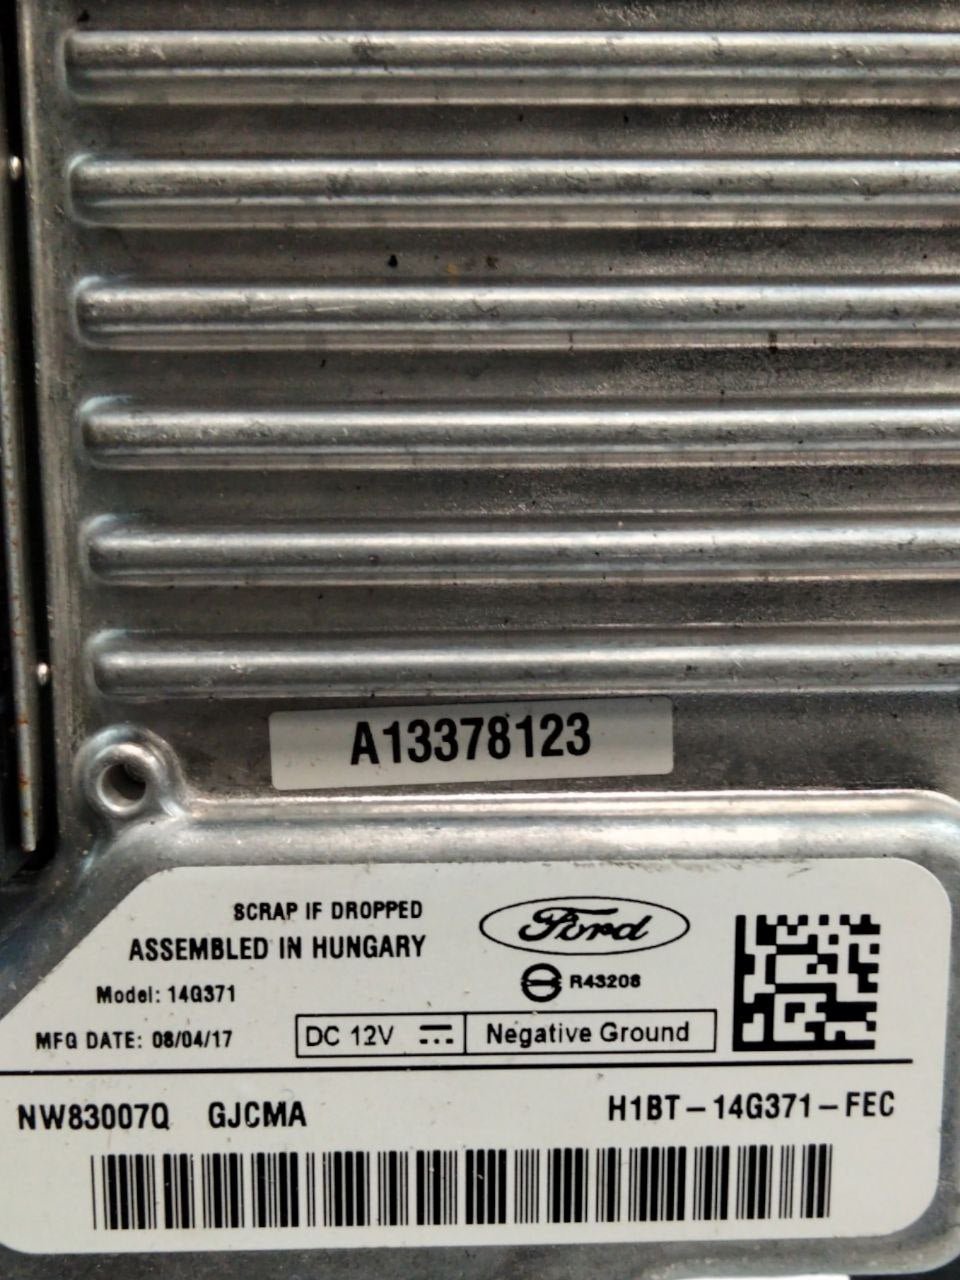 A13378123
SCRAP IF DROPPED
ASSEMBLED IN HUNGARY
Ford
R43208
Model: 14G371
MFG DATE: 08/04/17
DC 12V
Negative Ground
NW83007Q GJCMA
H1BT-14G371-FEC